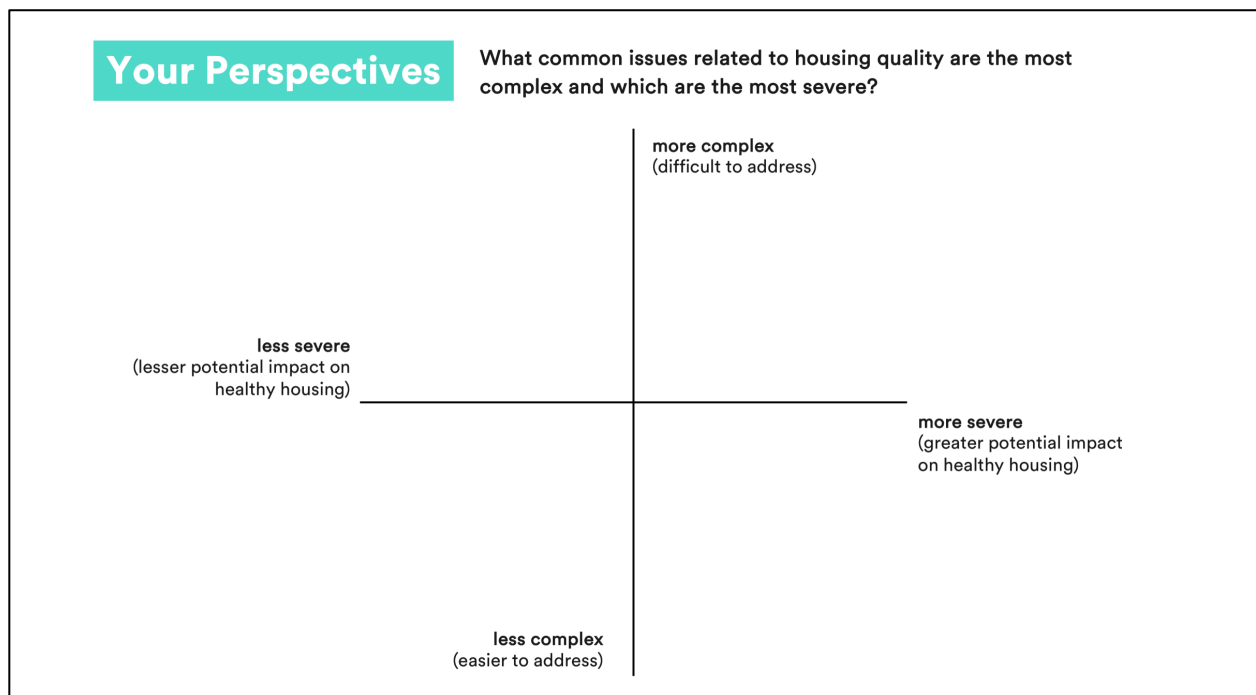 Your Perspectives
What common issues related to housing quality are the most
complex and which are the most severe?
more complex
(difficult to address)
less severe
(lesser potential impact on
healthy housing)
more severe
(greater potential impact
on healthy housing)
less complex
(easier to address)